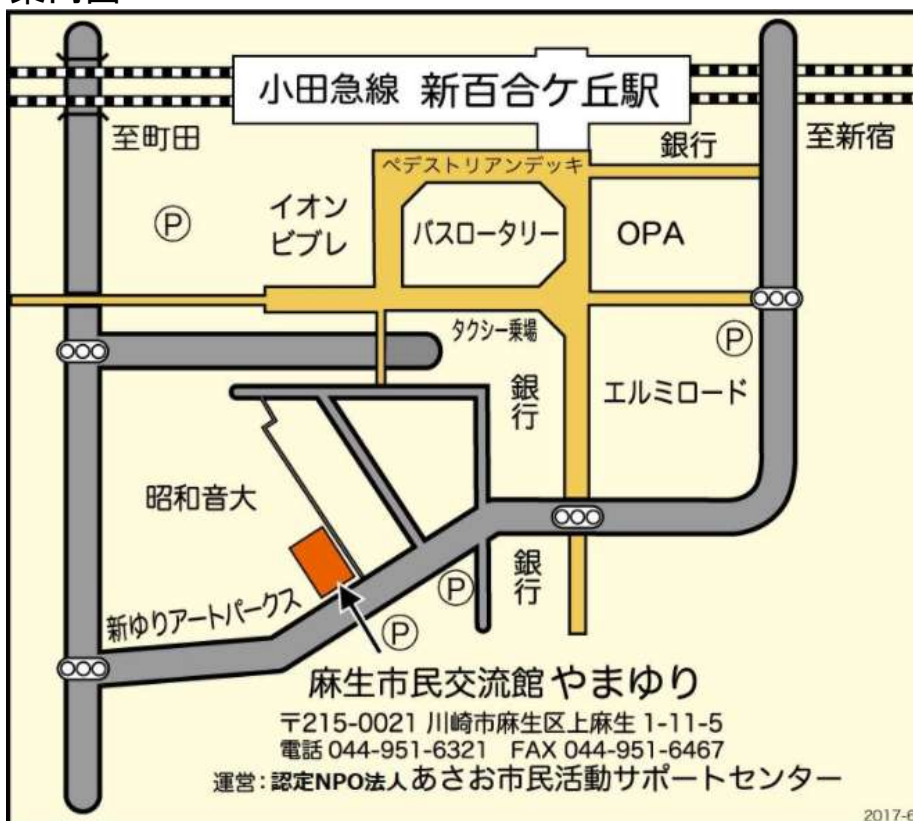 案内図
小田急線 新百合ケ丘駅
至町田
銀行
至新宿
ペデストリアンデッキ
Ⓟ
イオン
ビブレ
バスロータリー
OPA
タクシー乗場
Ⓟ
銀行
エルミロード
昭和音大
銀行
Ⓟ
新ゆりアートパークス
Ⓟ
麻生市民交流館 やまゆり
〒215-0021 川崎市麻生区上麻生 1-11-5
電話 044-951-6321 FAX 044-951-6467
運営:認定NPO法人あさお市民活動サポートセンター
2017-6